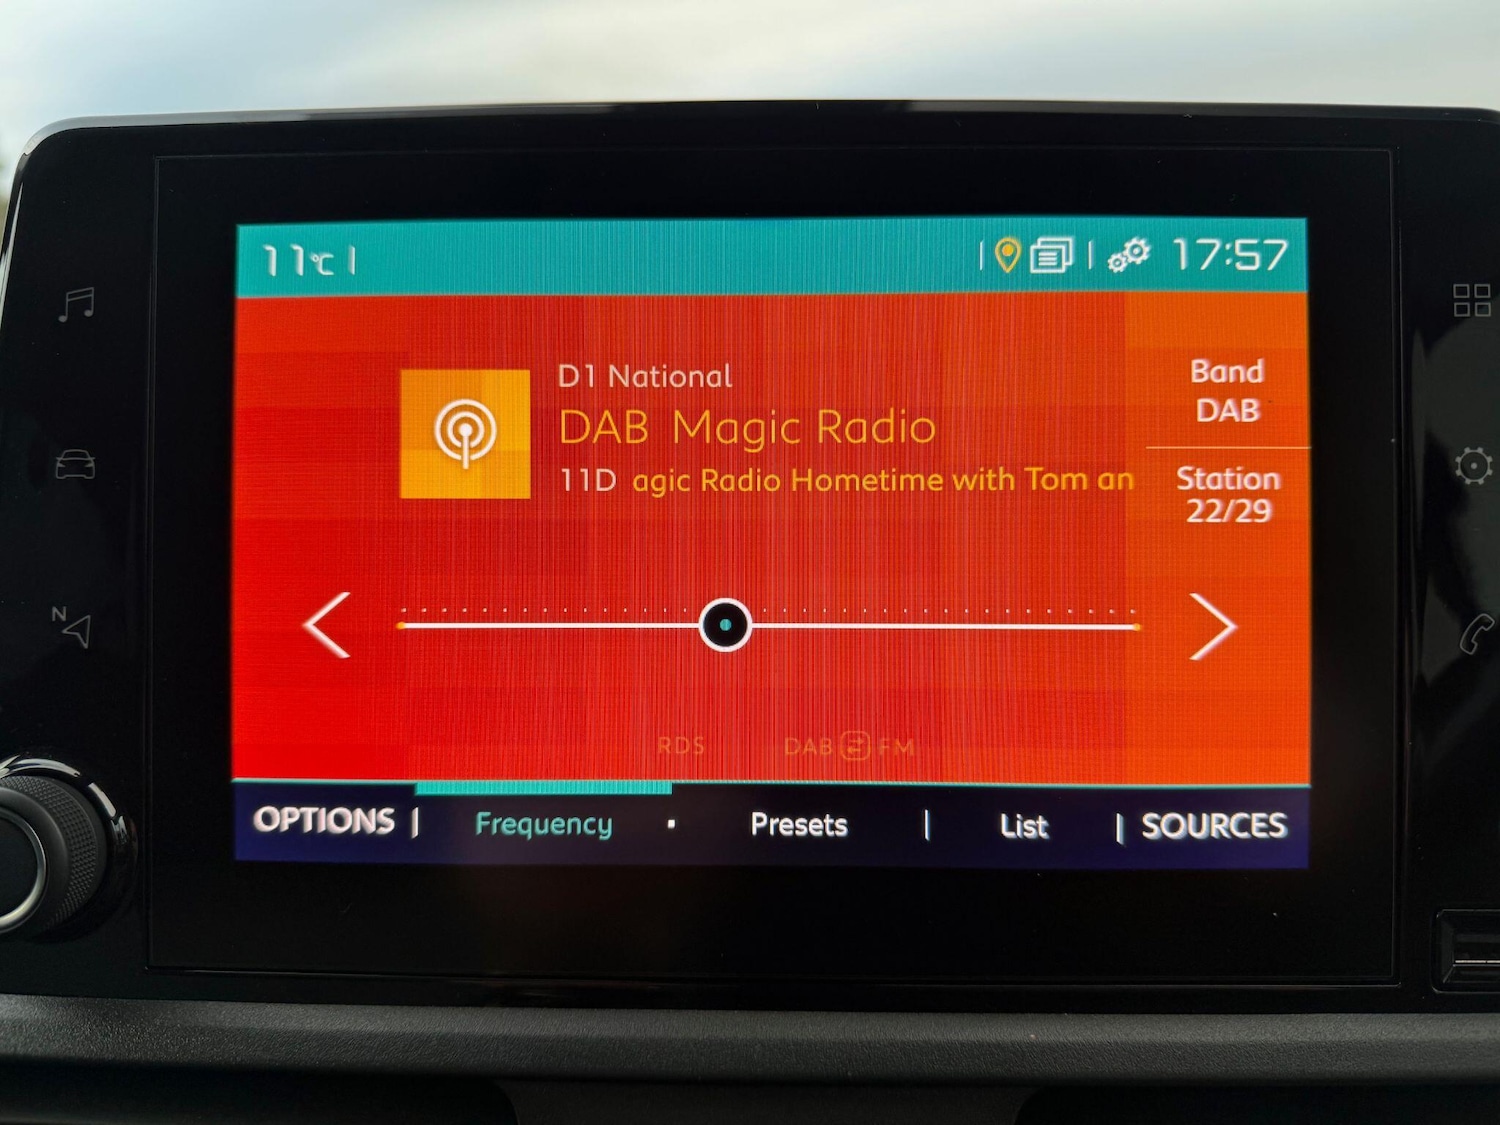 11°C
17:57
D1 National
DAB Magic Radio
11D agic Radio Hometime with Tom an
Band
DAB
Station
22/29
N
RDS
DAB FM
OPTIONS Frequency Presets List SOURCES